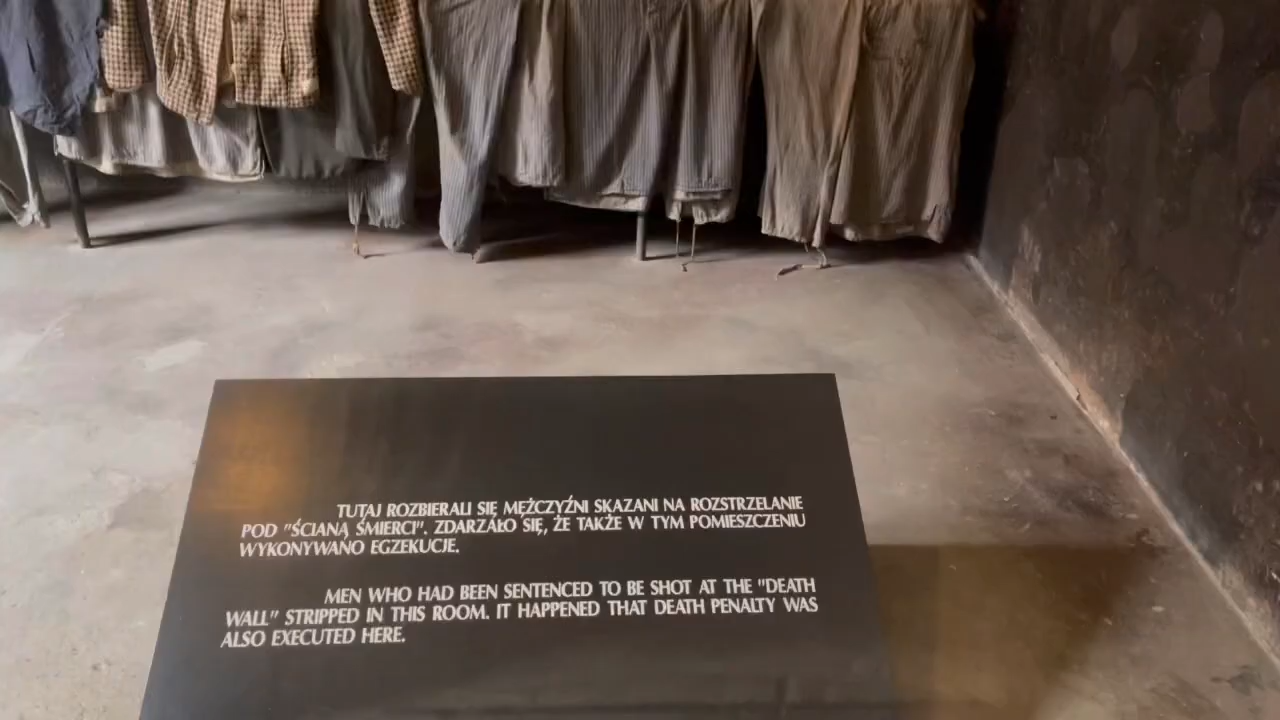 TUTAJ ROZBIERALI SIĘ MĘŻCZYŹNI SKAZANI NA ROZSTRZELANIE
POD "ŚCIANĄ ŚMIERCI". ZDARZAŁO SIĘ, ŻE TAKŻE W TYM POMIESZCZENIU
WYKONYWANO EGZEKUCJE.
MEN WHO HAD BEEN SENTENCED TO BE SHOT AT THE "DEATH
WALL" STRIPPED IN THIS ROOM. IT HAPPENED THAT DEATH PENALTY WAS
ALSO EXECUTED HERE.